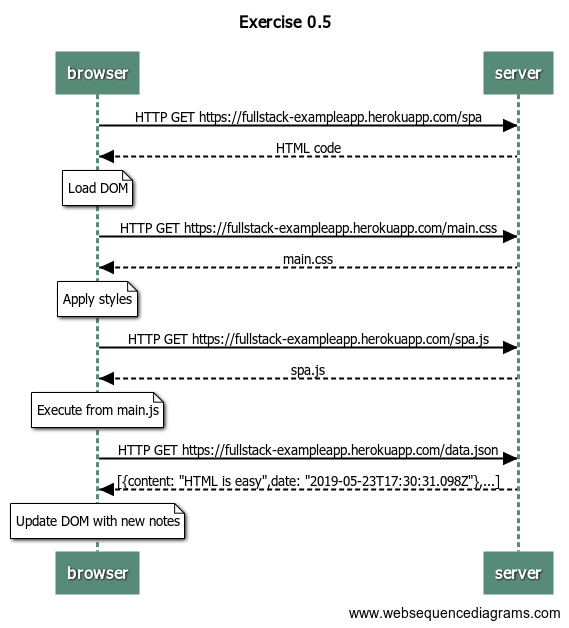 Exercise 0.5
browser
server
HTTP GET https://fullstack-exampleapp.herokuapp.com/spa
HTML code
Load DOM
HTTP GET https://fullstack-exampleapp.herokuapp.com/main.css
main.css
Apply styles
HTTP GET https://fullstack-exampleapp.herokuapp.com/spa.js
spa.js
Execute from main.js
HTTP GET https://fullstack-exampleapp.herokuapp.com/data.json
[{content: "HTML is easy",date: "2019-05-23T17:30:31.098Z"},...]
Update DOM with new notes
browser
server
www.websequencediagrams.com